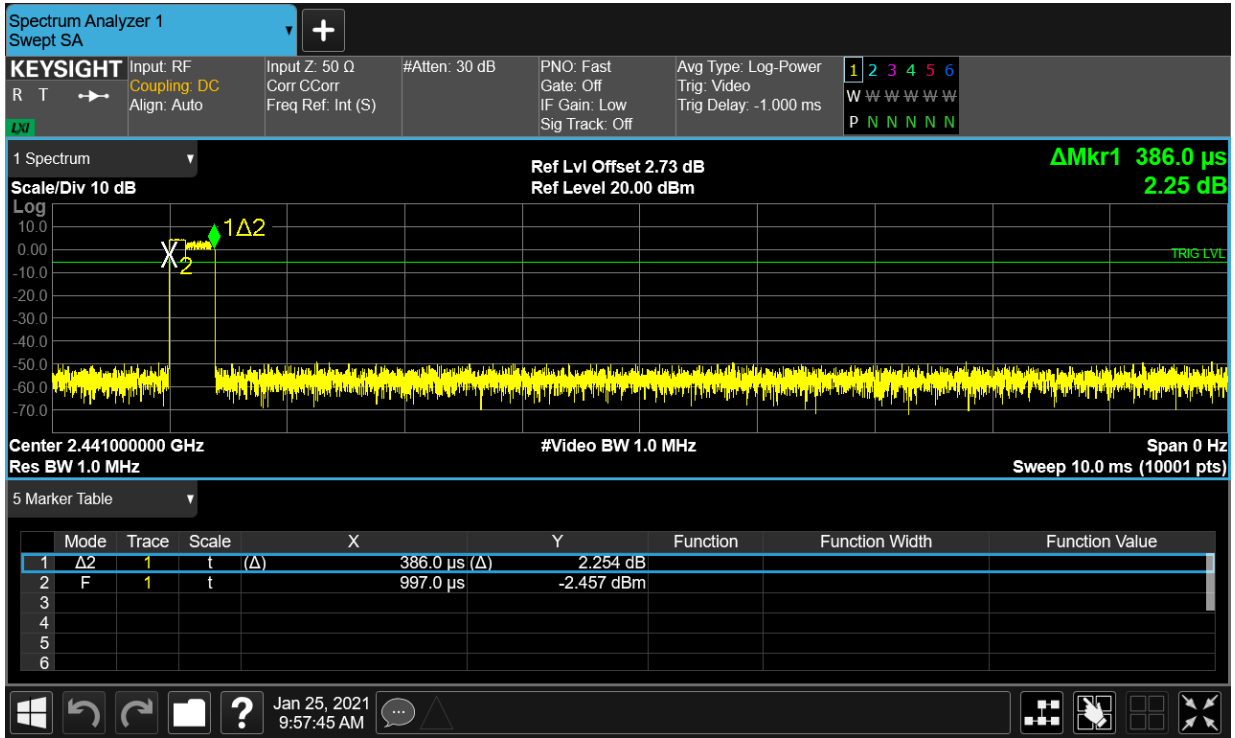 Spectrum Analyzer 1
Swept SA
KEYSIGHT
R T
LXI
Input: RF
Coupling: DC
Align: Auto
Input Z: 50 Ω
Corr CCorr
Freq Ref: Int (S)
#Atten: 30 dB
PNO: Fast
Gate: Off
IF Gain: Low
Sig Track: Off
Avg Type: Log-Power
Trig: Video
Trig Delay: -1.000 ms
1 2 3 4 5 6
W W W W W W
P N N N N N
1 Spectrum
Scale/Div 10 dB
Ref Lvl Offset 2.73 dB
Ref Level 20.00 dBm
ΔMkr1 386.0 µs
2.25 dB
Log
10.0
0.00
-10.0
-20.0
-30.0
-40.0
-50.0
-60.0
-70.0
1Δ2
X
2
TRIG LVL
Center 2.441000000 GHz
#Video BW 1.0 MHz
Span 0 Hz
Res BW 1.0 MHz
Sweep 10.0 ms (10001 pts)
5 Marker Table
Mode Trace Scale X Y Function Function Width Function Value
1 Δ2 1 t (Δ) 386.0 µs (Δ) 2.254 dB
2 F 1 t 997.0 µs -2.457 dBm
3
4
5
6
?
Jan 25, 2021
9:57:45 AM